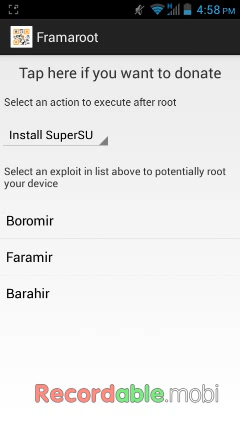 4:58 PM
Framaroot
Tap here if you want to donate
Select an action to execute after root
Install SuperSU
Select an exploit in list above to potentially root
your device
Boromir
Faramir
Barahir
Recordable.mobi